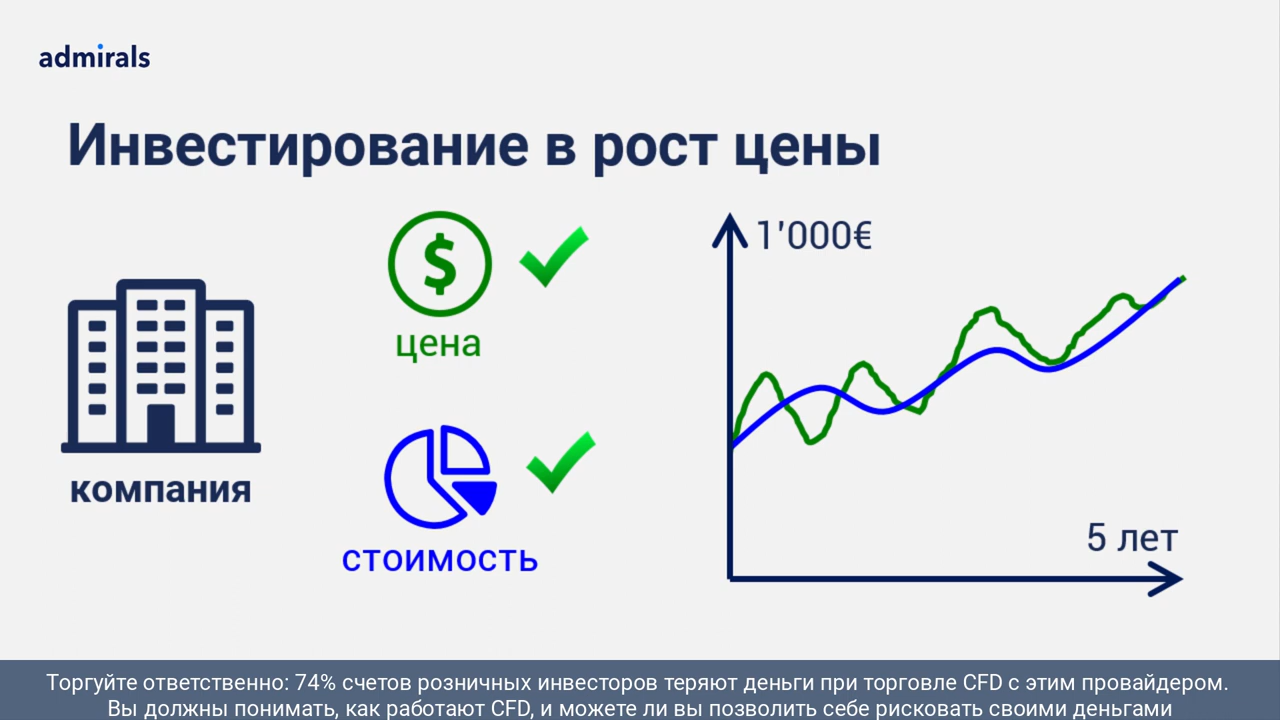 admirals
Инвестирование в рост цены
1'000€
цена
компания
5 лет
стоимость
Торгуйте ответственно: 74% счетов розничных инвесторов теряют деньги при торговле CFD с этим провайдером.
Вы должны понимать, как работают CFD, и можете ли вы позволить себе рисковать своими деньгами